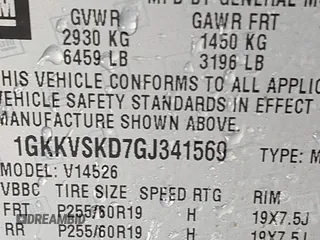 MFD BY GENERAL MO
GVWR GAWR FRT
2930 KG 1450 KG
6459 LB 3196 LB
THIS VEHICLE CONFORMS TO ALL APPLIC
VEHICLE SAFETY STANDARDS IN EFFECT
MANUFACTURE SHOWN ABOVE.
1GKKVSKD7GJ341569 TYPE: M
MODEL: V14526
VBBC TIRE SIZE SPEED RTG RIM
FRT P255/60R19 H 19X7.5J
RR P255/60R19 H 19X7.5J
DREAMBID